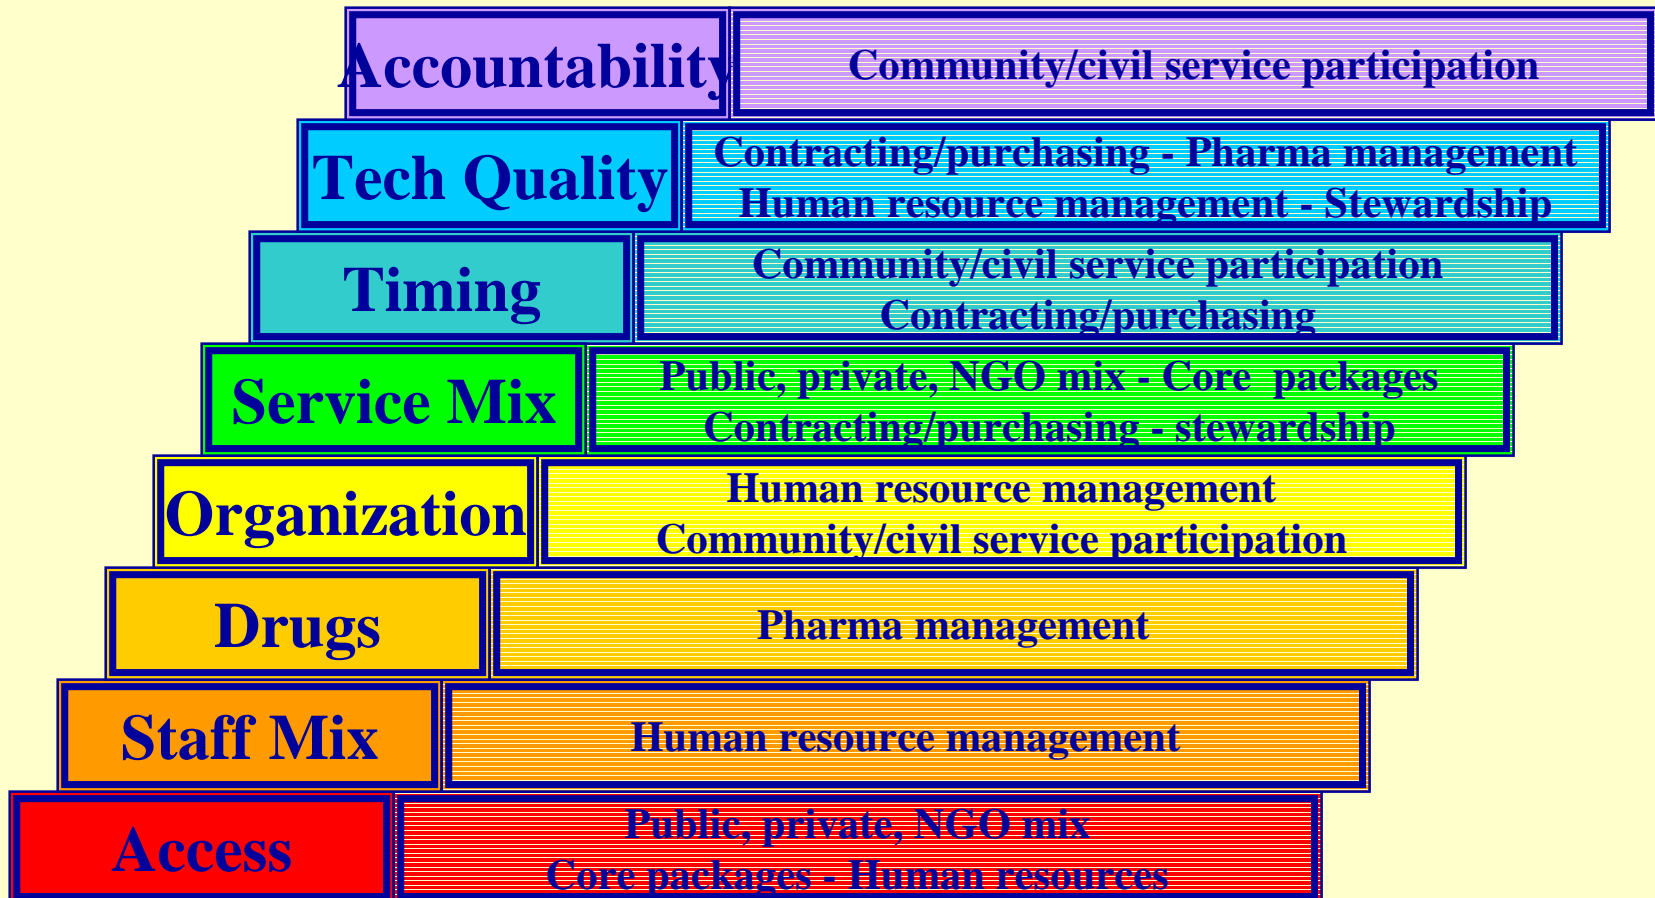 Accountability
Community/civil service participation
Tech Quality
Contracting/purchasing - Pharma management
Human resource management - Stewardship
Timing
Community/civil service participation
Contracting/purchasing
Service Mix
Public, private, NGO mix - Core  packages
Contracting/purchasing - stewardship
Organization
Human resource management
Community/civil service participation
Drugs
Pharma management
Staff Mix
Human resource management
Access
Public, private, NGO mix
Core packages - Human resources